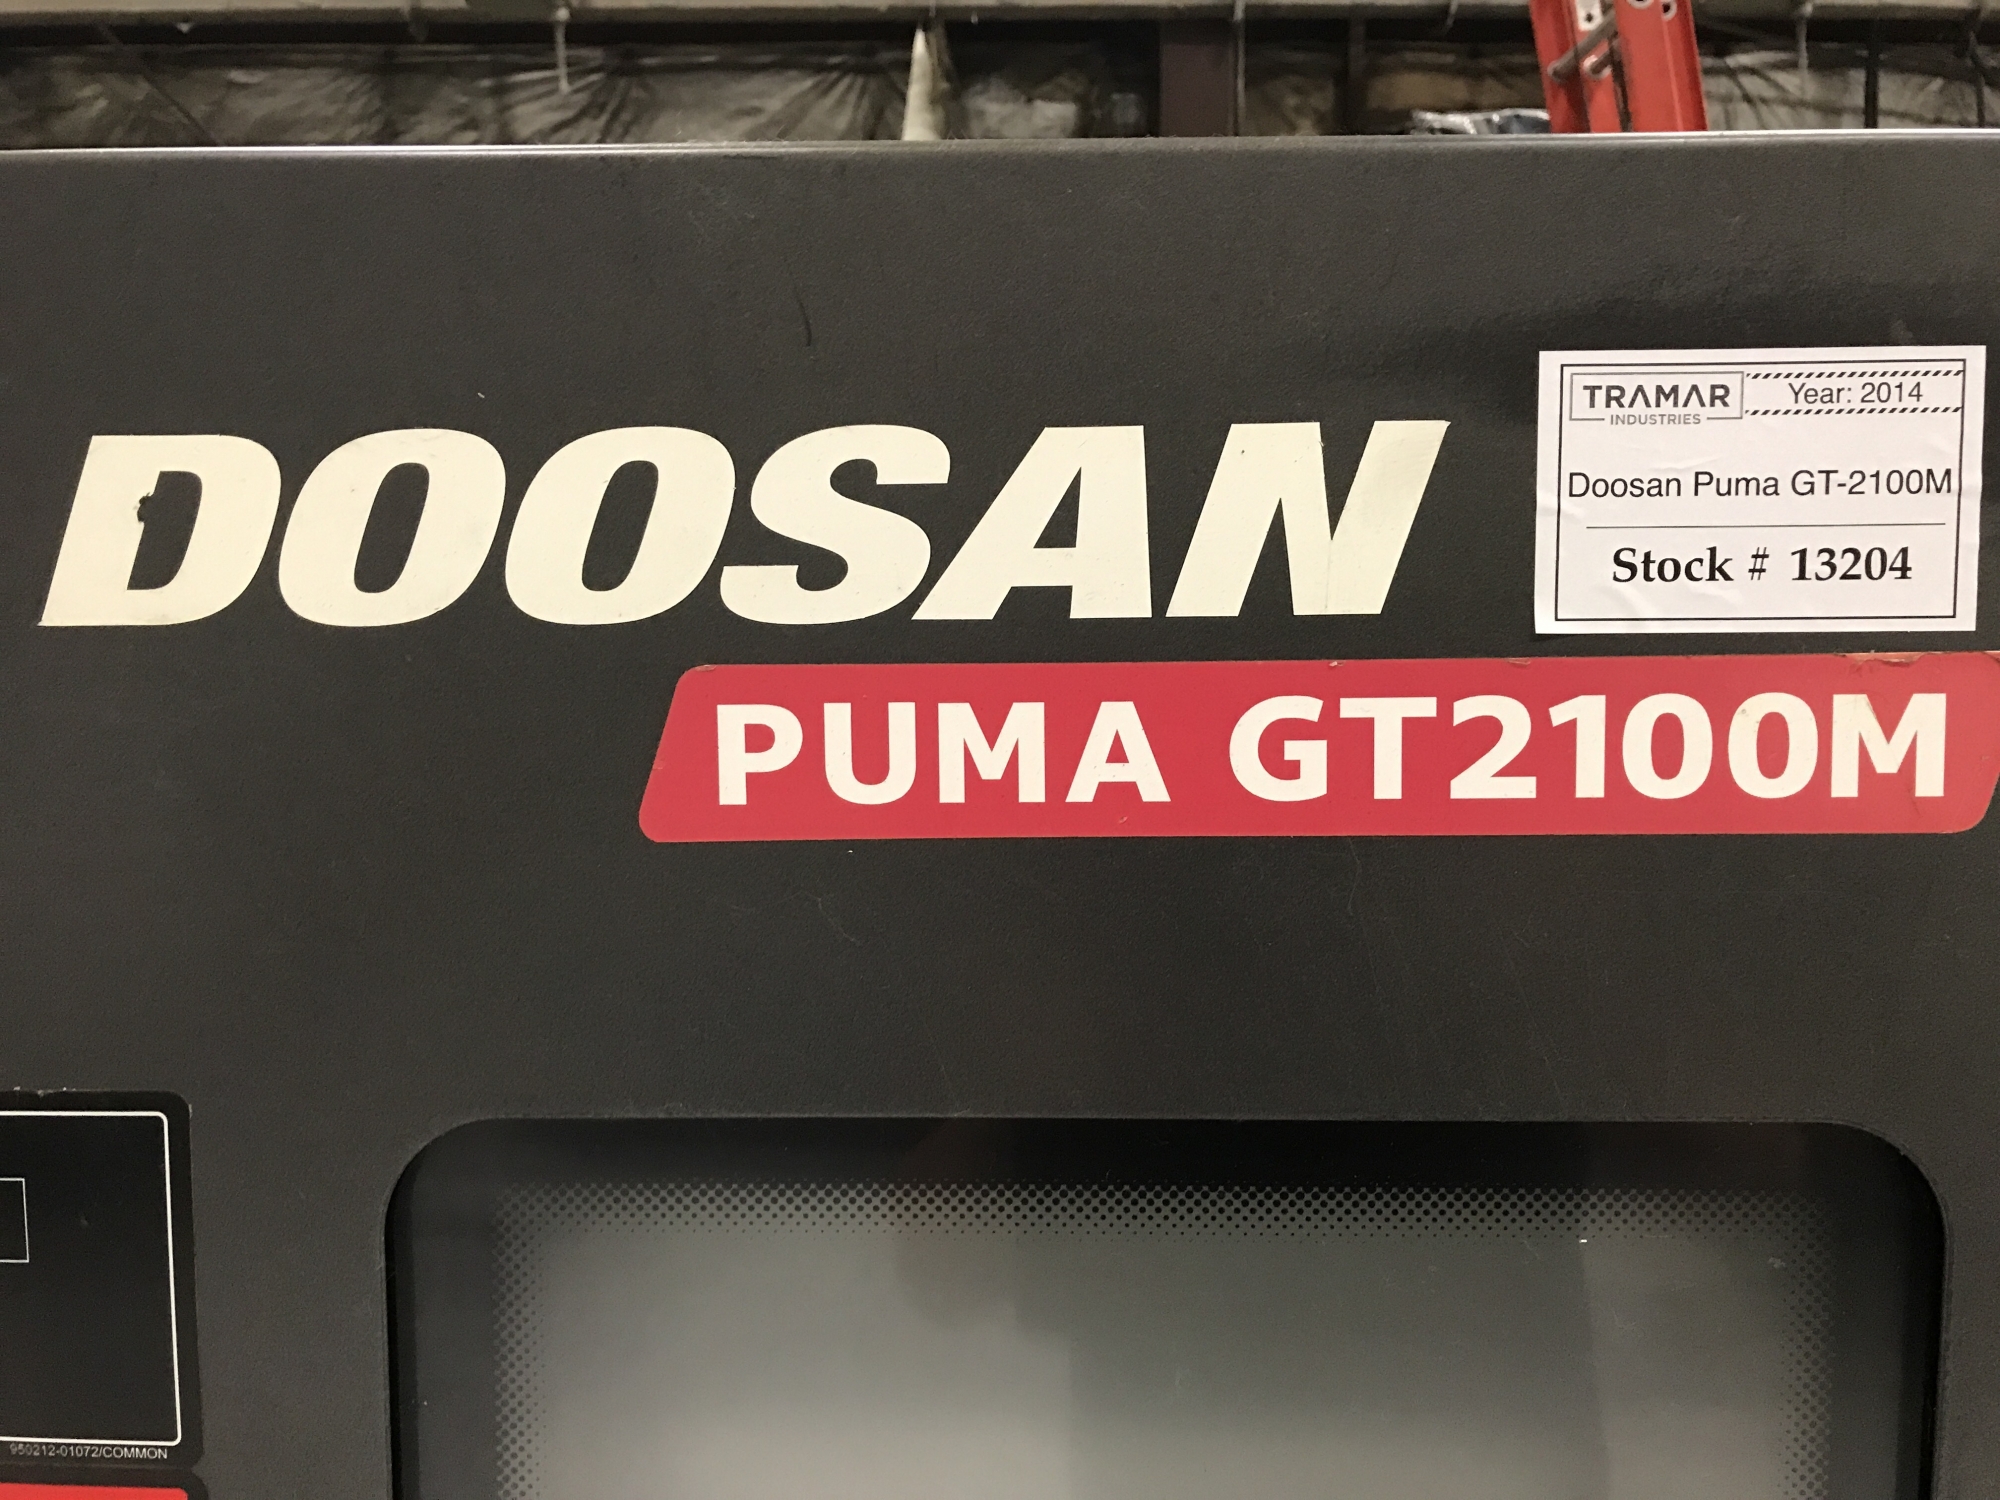 DOOSAN
PUMA GT2100M
TRAMAR
INDUSTRIES
Year: 2014
Doosan Puma GT-2100M
Stock # 13204
950212-01072/COMMON